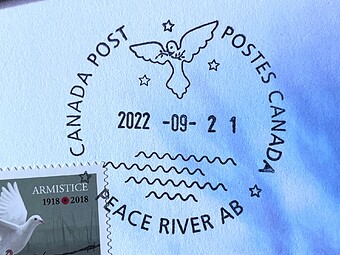 CANADA POST
POSTES CANADA
2022 -09- 21
PEACE RIVER AB
ARMISTICE
1918 2018